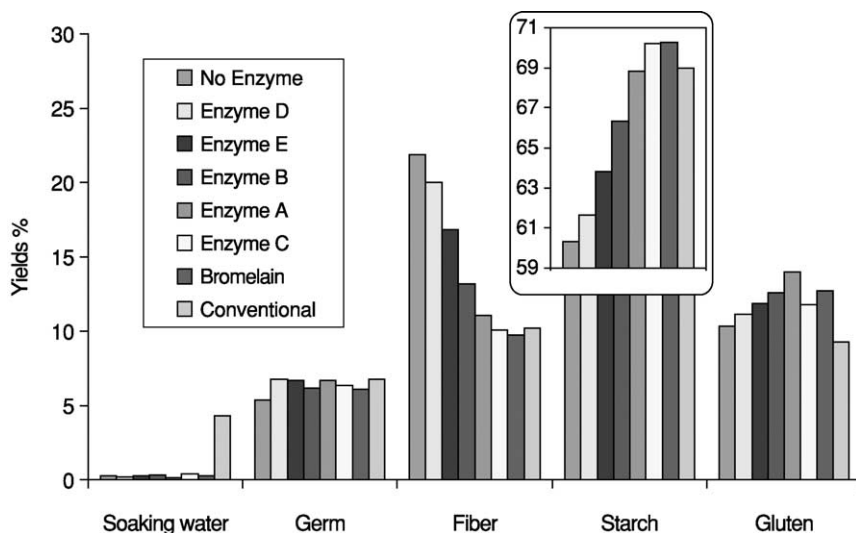 30
25
20
15
10
5
0
Yields %
No Enzyme
Enzyme D
Enzyme E
Enzyme B
Enzyme A
Enzyme C
Bromelain
Conventional
71
69
67
65
63
61
59
Soaking water
Germ
Fiber
Starch
Gluten